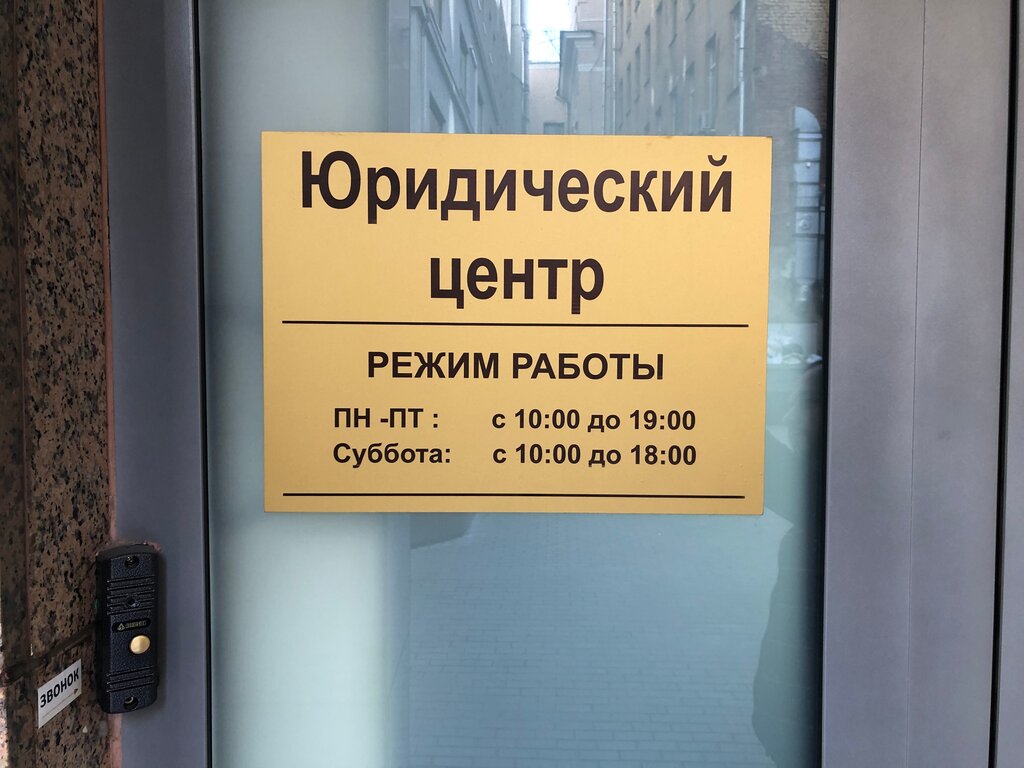 Юридический
центр
РЕЖИМ РАБОТЫ
ПН -ПТ : с 10:00 до 19:00
Суббота: с 10:00 до 18:00
ЗВОНОК